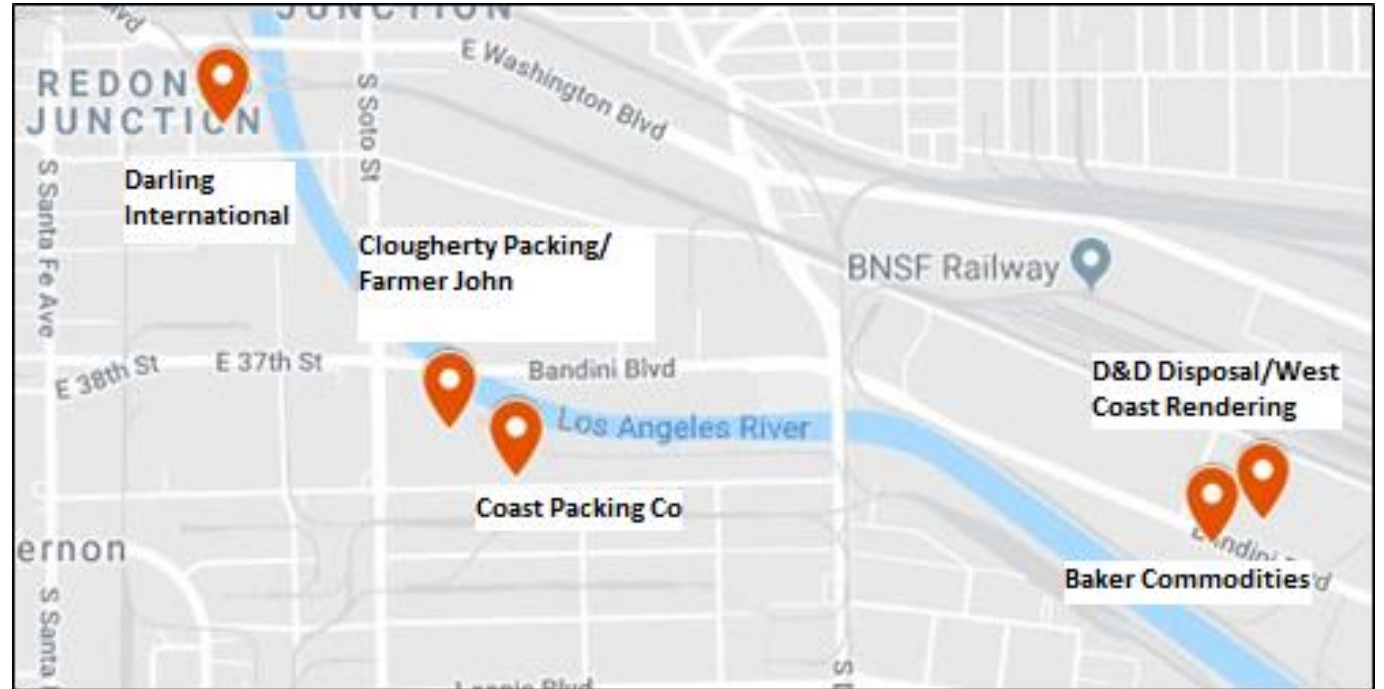 JUNCTION
E Washington Blvd
REDON
JUNCTION
S Soto St
S Santa Fe Ave
Darling
International
Clougherty Packing/
Farmer John
BNSF Railway
E 38th St
E 37th St
Bandini Blvd
D&D Disposal/West
Coast Rendering
Los Angeles River
Coast Packing Co
ernon
Baker Commodities
S Santa